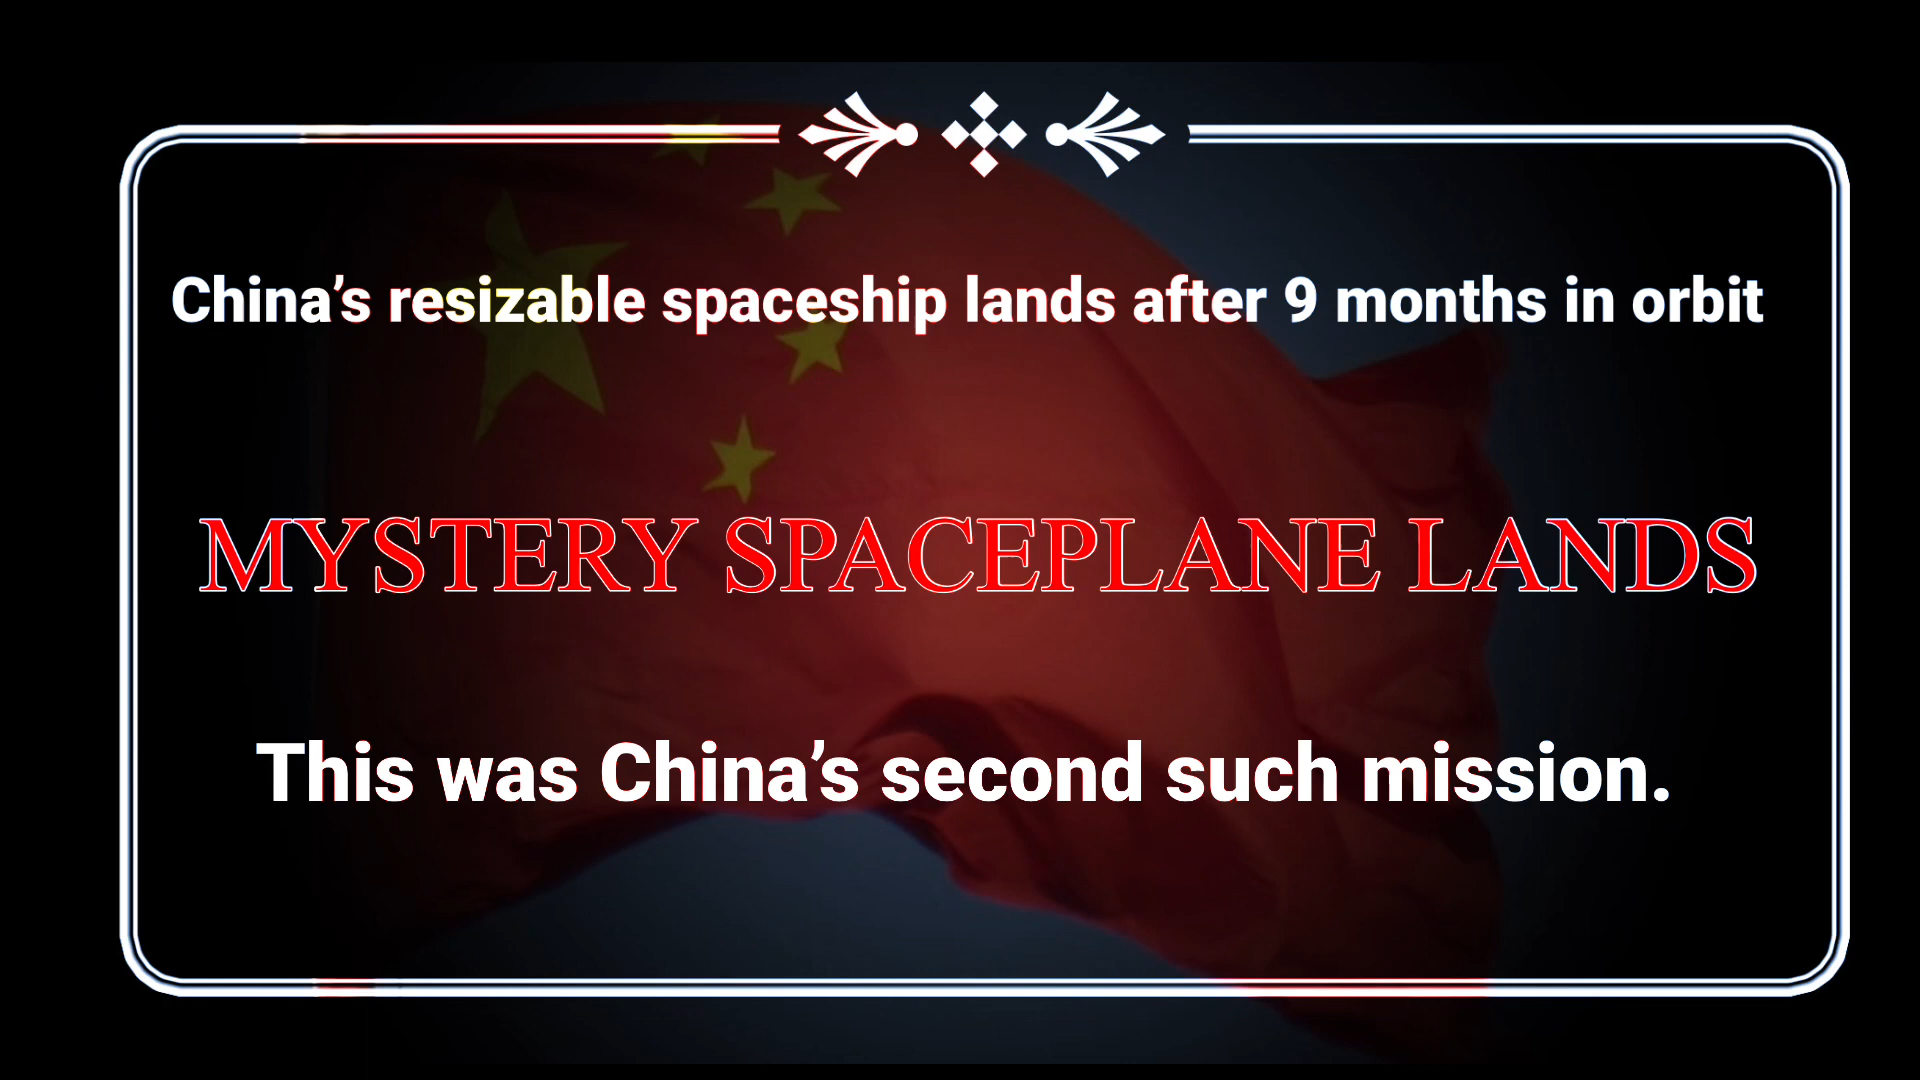 China’s resizable spaceship lands after 9 months in orbit
MYSTERY SPACEPLANE LANDS
This was China’s second such mission.